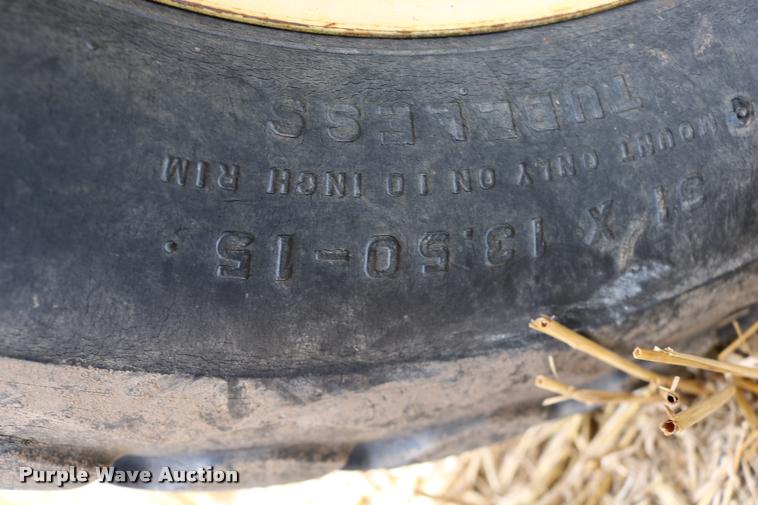 31 X 13.50-15
MOUNT ONLY ON 10 INCH RIM
TUBELESS
Purple Wave Auction